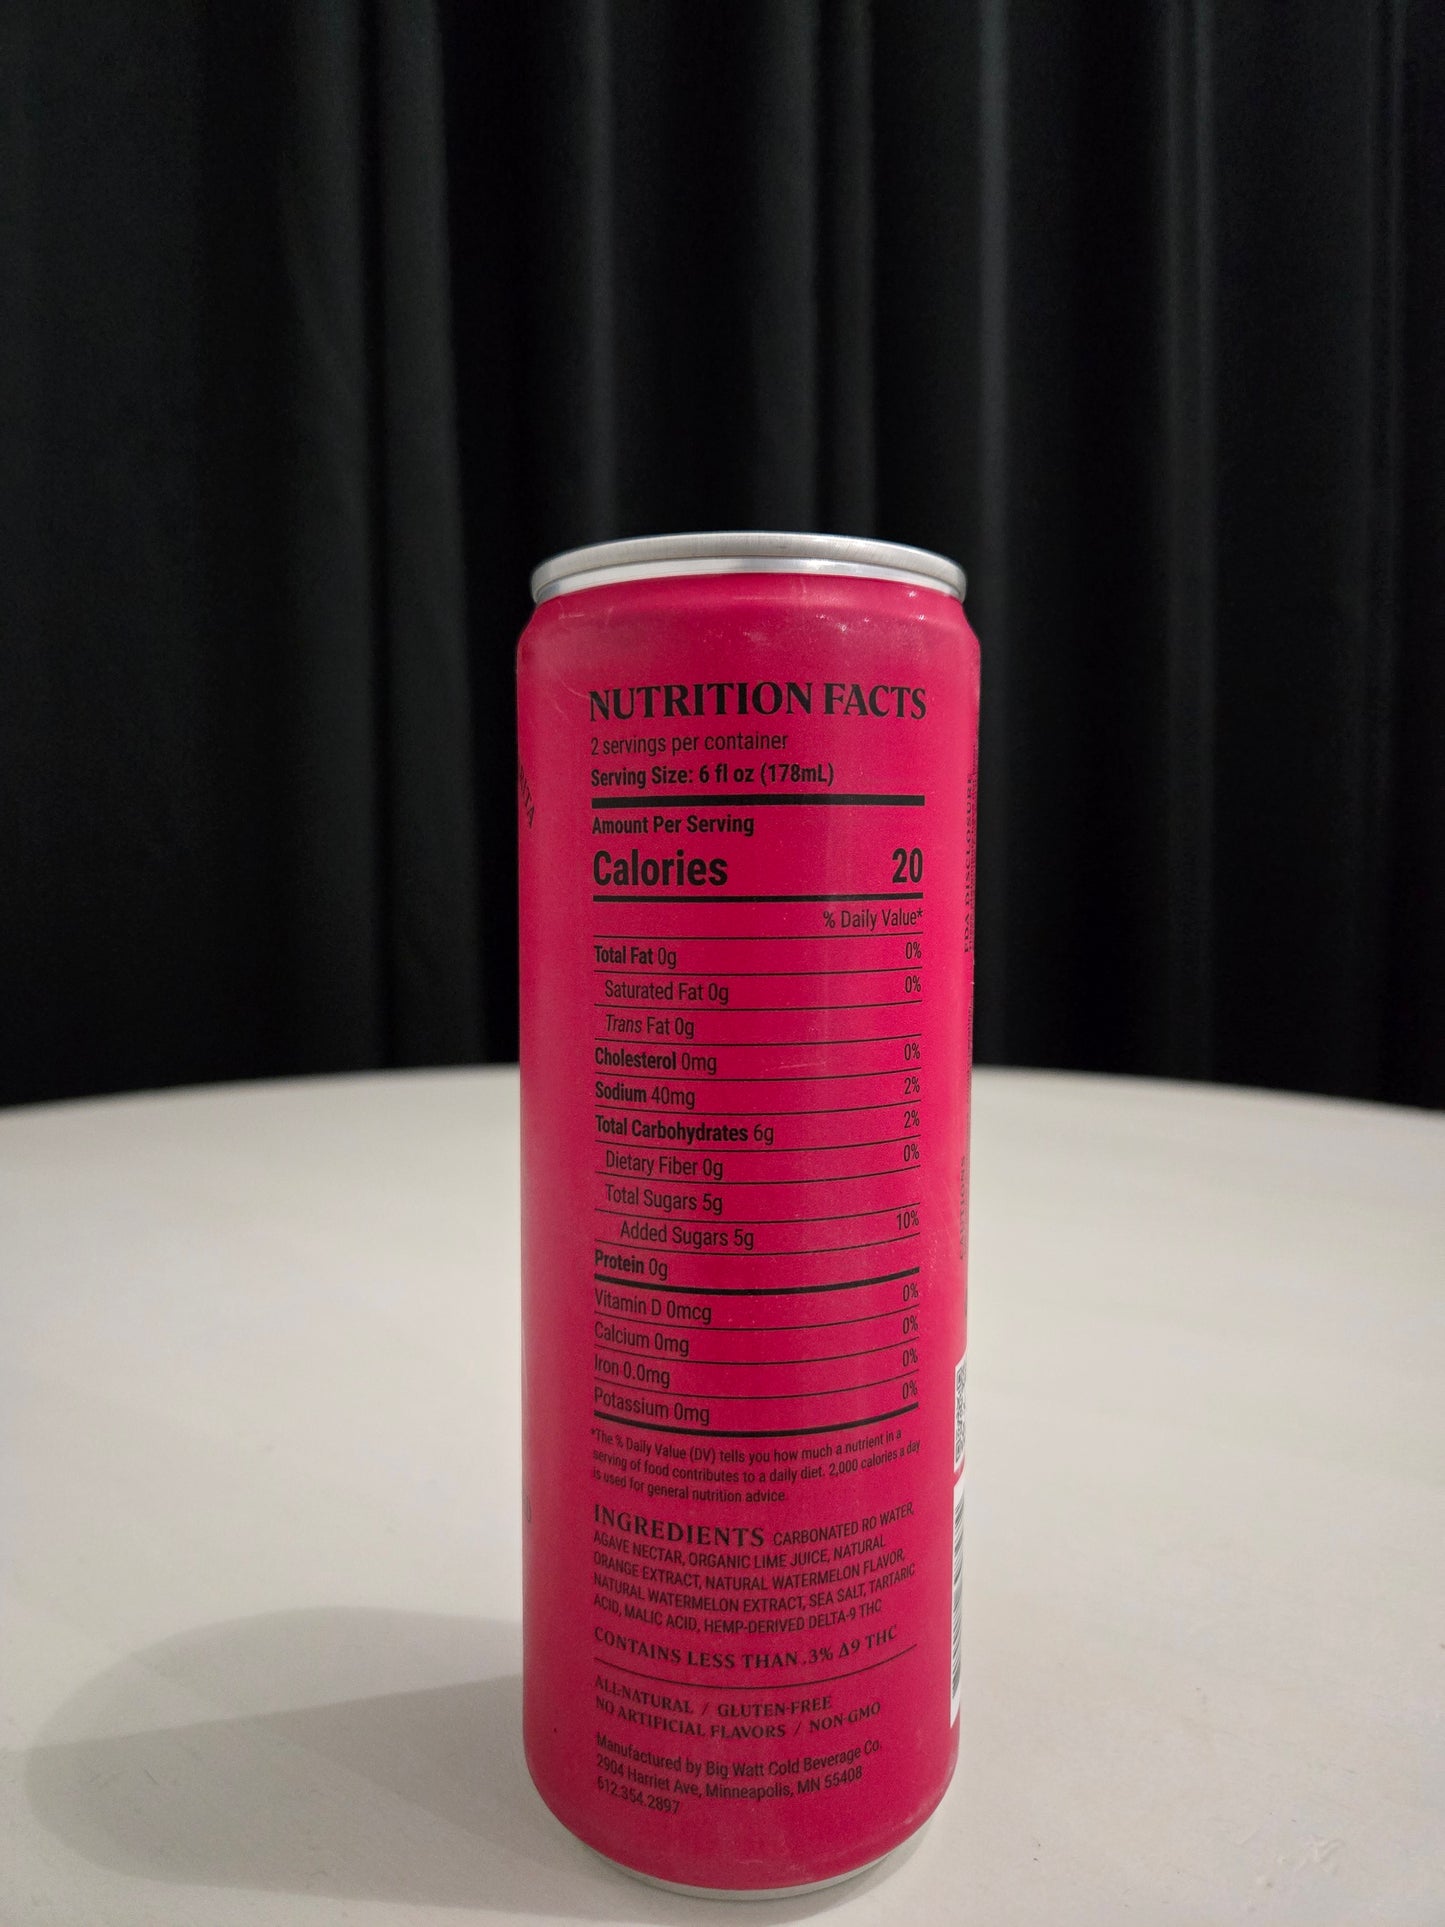 NUTRITION FACTS
2 servings per container
Serving Size: 6 fl oz (178mL)
Amount Per Serving
Calories 20
% Daily Value*
Total Fat 0g 0%
Saturated Fat 0g 0%
Trans Fat 0g
Cholesterol 0mg 0%
Sodium 40mg 2%
Total Carbohydrates 6g 2%
Dietary Fiber 0g 0%
Total Sugars 5g
Added Sugars 5g 10%
Protein 0g
Vitamin D 0mcg 0%
Calcium 0mg 0%
Iron 0.0mg 0%
Potassium 0mg 0%
*The % Daily Value (DV) tells you how much a nutrient in a
serving of food contributes to a daily diet. 2,000 calories a day
is used for general nutrition advice.
INGREDIENTS CARBONATED RO WATER,
AGAVE NECTAR, ORGANIC LIME JUICE, NATURAL
ORANGE EXTRACT, NATURAL WATERMELON FLAVOR,
NATURAL WATERMELON EXTRACT, SEA SALT, TARTARIC
ACID, MALIC ACID, HEMP-DERIVED DELTA-9 THC
CONTAINS LESS THAN .3% Δ9 THC
ALL-NATURAL / GLUTEN-FREE
NO ARTIFICIAL FLAVORS / NON-GMO
Manufactured by Big Watt Cold Beverage Co.
2904 Harriet Ave, Minneapolis, MN 55408
612.354.2897
FDA DISCLOSURE
CAUTIONS